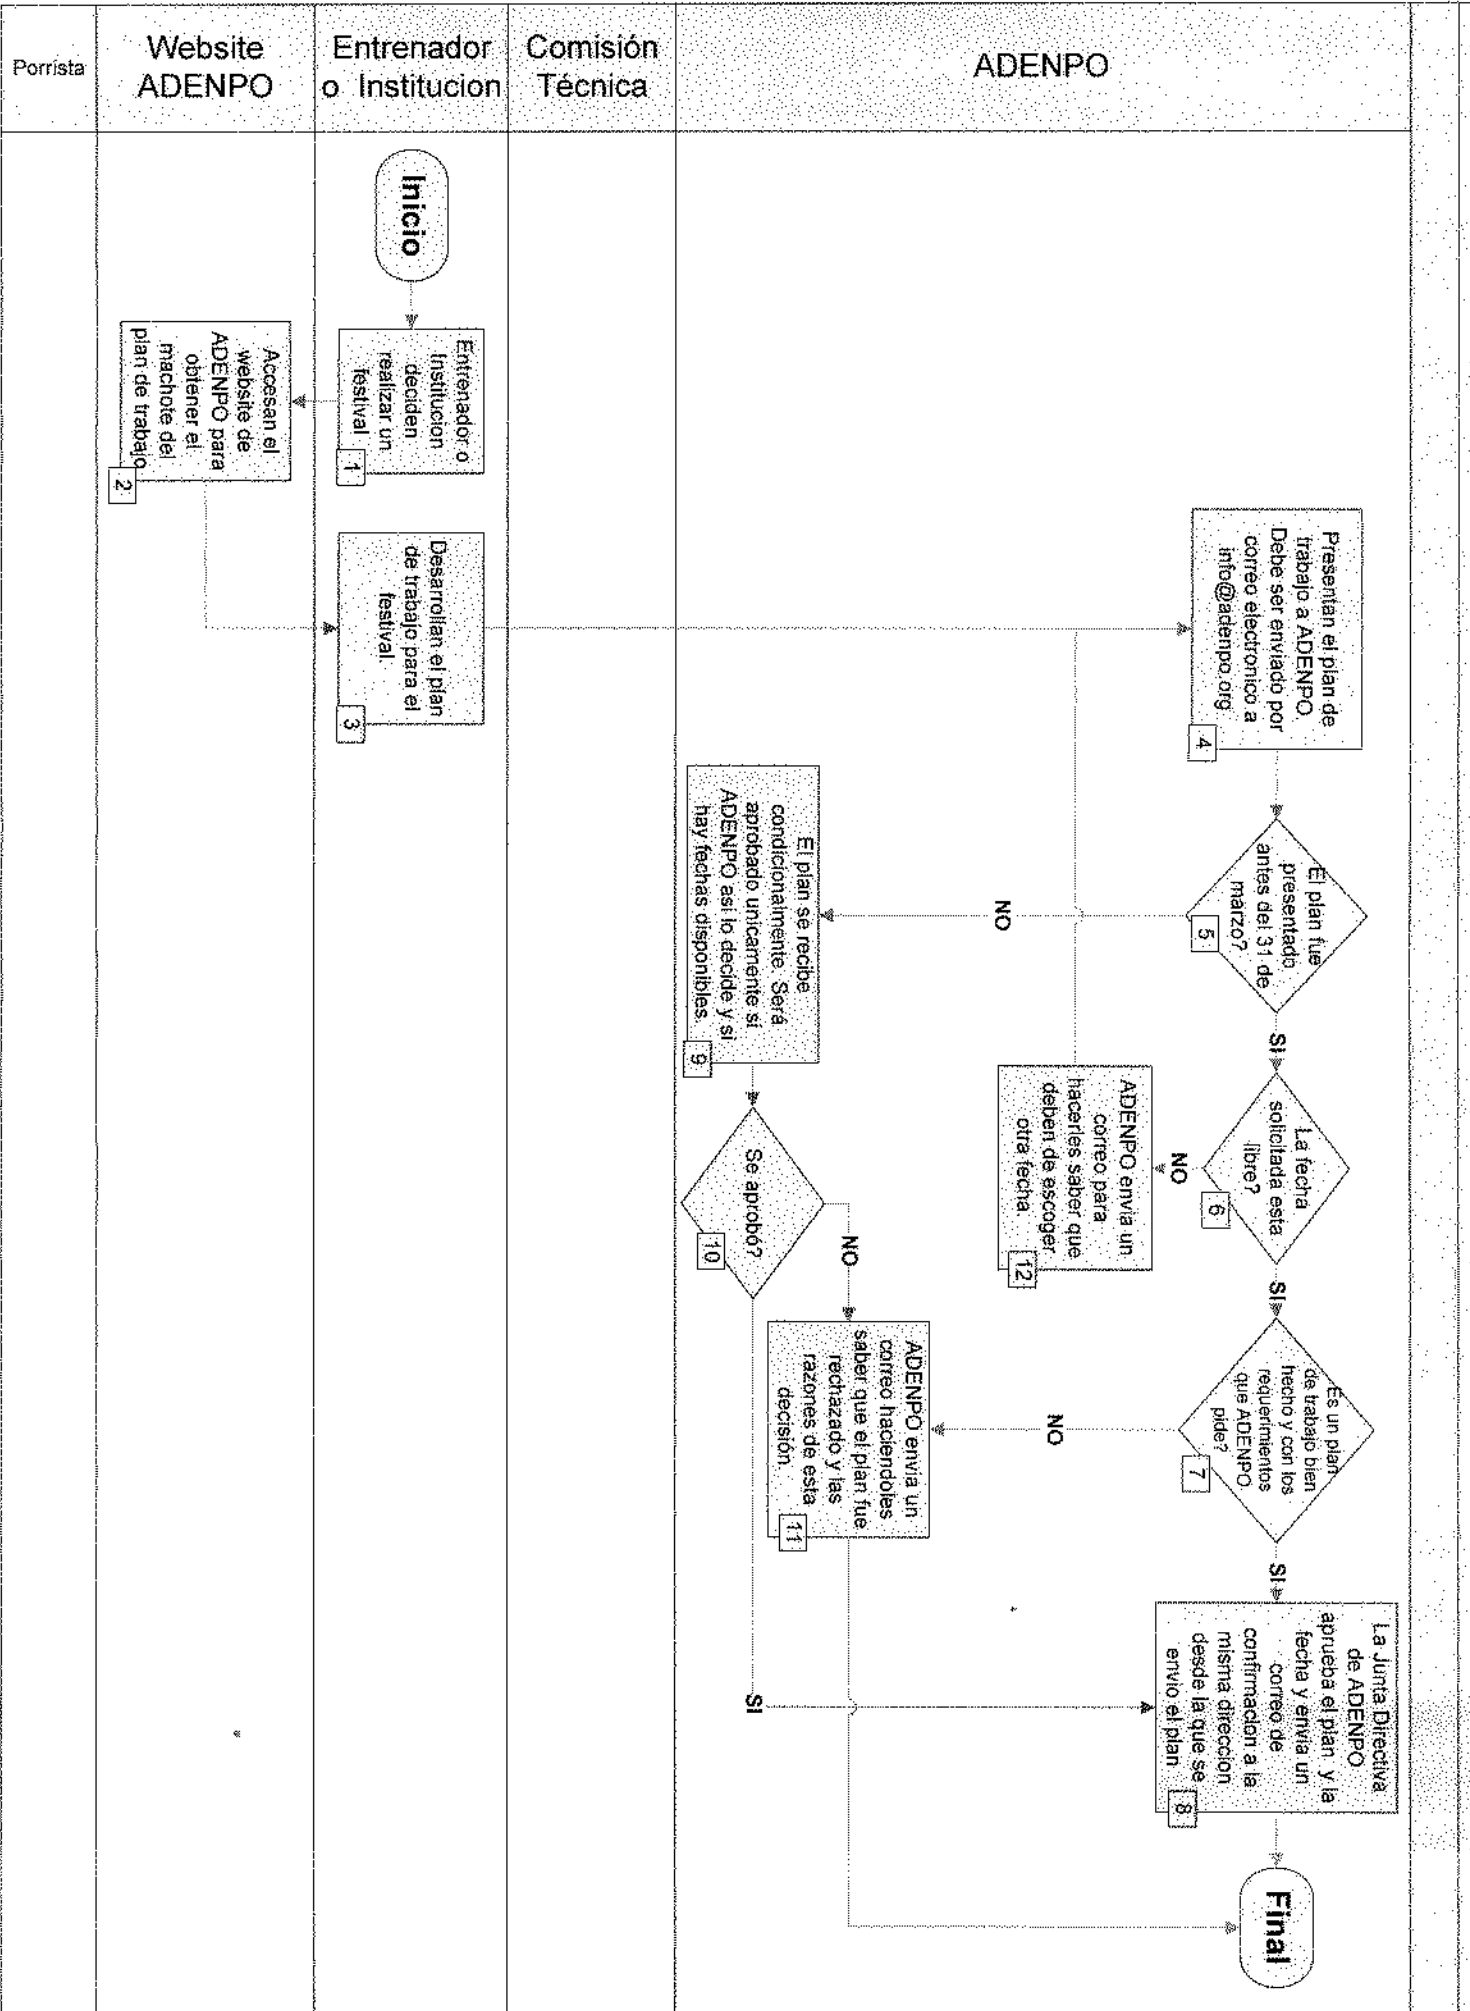 Porrista
Website
ADENPO
Entrenador
o Institucion
Comisión
Técnica
ADENPO
Inicio
Entrenador o
Institucion
deciden
realizar un
festival
1
Accesan el
website de
ADENPO para
obtener el
machote del
plan de trabajo
2
Desarrollan el plan
de trabajo para el
festival.
3
Presentan el plan de
trabajo a ADENPO.
Debe ser enviado por
correo electronico a
info@adenpo.org
4
El plan fue
presentado
antes del 31 de
marzo?
5
NO
SI
La fecha
solicitada esta
libre?
6
NO
SI
Es un plan
de trabajo bien
hecho y con los
requerimientos
que ADENPO
pide?
7
NO
SI
La Junta Directiva
de ADENPO
aprueba el plan y la
fecha y envia un
correo de
confirmacion a la
misma direccion
desde la que se
envio el plan
8
El plan se recibe
condicionalmente. Será
aprobado unicamente si
ADENPO asi lo decide y si
hay fechas disponibles.
9
Se aprobó?
10
NO
SI
ADENPO envia un
correo haciendoles
saber que el plan fue
rechazado y las
razones de esta
decisión.
11
ADENPO envia un
correo para
hacerles saber que
deben de escoger
otra fecha
12
Final